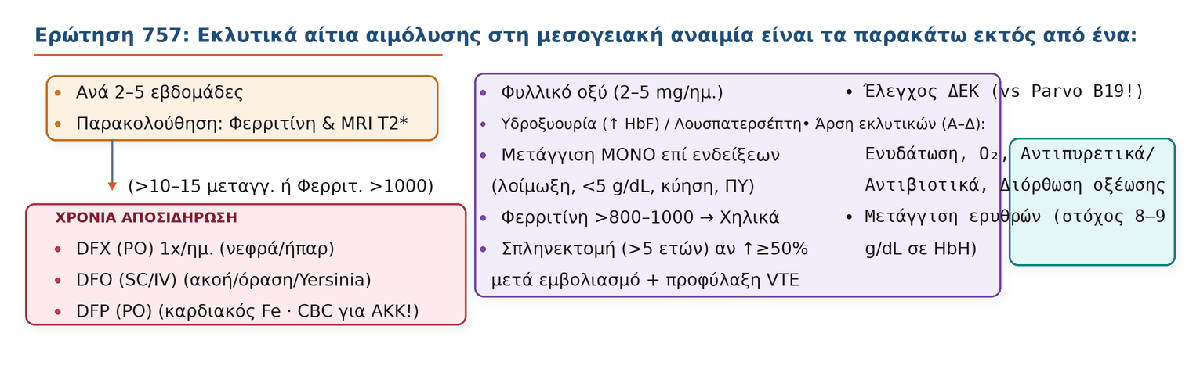 Ερώτηση 757: Εκλυτικά αίτια αιμόλυσης στη μεσογειακή αναιμία είναι τα παρακάτω εκτός από ένα:
• Ανά 2–5 εβδομάδες
• Παρακολούθηση: Φερριτίνη & MRI T2*
(>10–15 μεταγγ. ή Φερριτ. >1000)
ΧΡΟΝΙΑ ΑΠΟΣΙΔΗΡΩΣΗ
• DFX (PO) 1x/ημ. (νεφρά/ήπαρ)
• DFO (SC/IV) (ακοή/όραση/Yersinia)
• DFP (PO) (καρδιακός Fe · CBC για ΑΚΚ!)
• Φυλλικό οξύ (2–5 mg/ημ.)
• Υδροξυουρία (↑ HbF) / Λουσπατερσέπτη
• Μετάγγιση ΜΟΝΟ επί ενδείξεων
(λοίμωξη, <5 g/dL, κύηση, ΠΥ)
• Φερριτίνη >800–1000 → Χηλικά
• Σπληνεκτομή (>5 ετών) αν ↑≥50%
μετά εμβολιασμό + προφύλαξη VTE
• Έλεγχος ΔΕΚ (vs Parvo B19!)
• Άρση εκλυτικών (Α–Δ):
Ενυδάτωση, O₂, Αντιπυρετικά/
Αντιβιοτικά, Διόρθωση οξέωσης
• Μετάγγιση ερυθρών (στόχος 8–9
g/dL σε HbH)